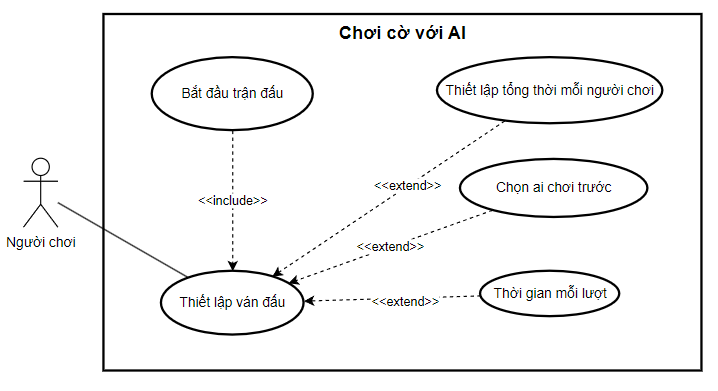 Chơi cờ với AI
Bắt đầu trận đấu
Thiết lập tổng thời mỗi người chơi
<<extend>>
Chọn ai chơi trước
<<include>>
Người chơi
<<extend>>
Thời gian mỗi lượt
<<extend>>
Thiết lập ván đấu